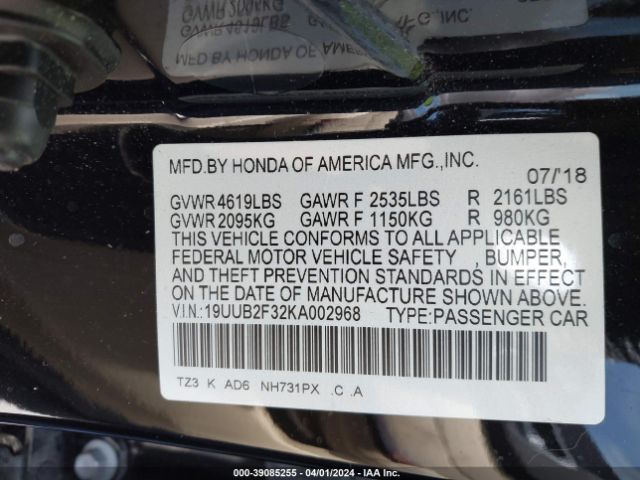 MFD.BY HONDA OF AMERICA MFG.,INC.
07/'18
GVWR 4619LBS GAWR F 2535LBS R 2161LBS
GVWR 2095KG GAWR F 1150KG R 980KG
THIS VEHICLE CONFORMS TO ALL APPLICABLE
FEDERAL MOTOR VEHICLE SAFETY , BUMPER,
AND THEFT PREVENTION STANDARDS IN EFFECT
ON THE DATE OF MANUFACTURE SHOWN ABOVE.
V.I.N.: 19UUB2F32KA002968 TYPE:PASSENGER CAR
TZ3 K AD6 NH731PX .C .A
000-39085255 - 04/01/2024 - IAA Inc.